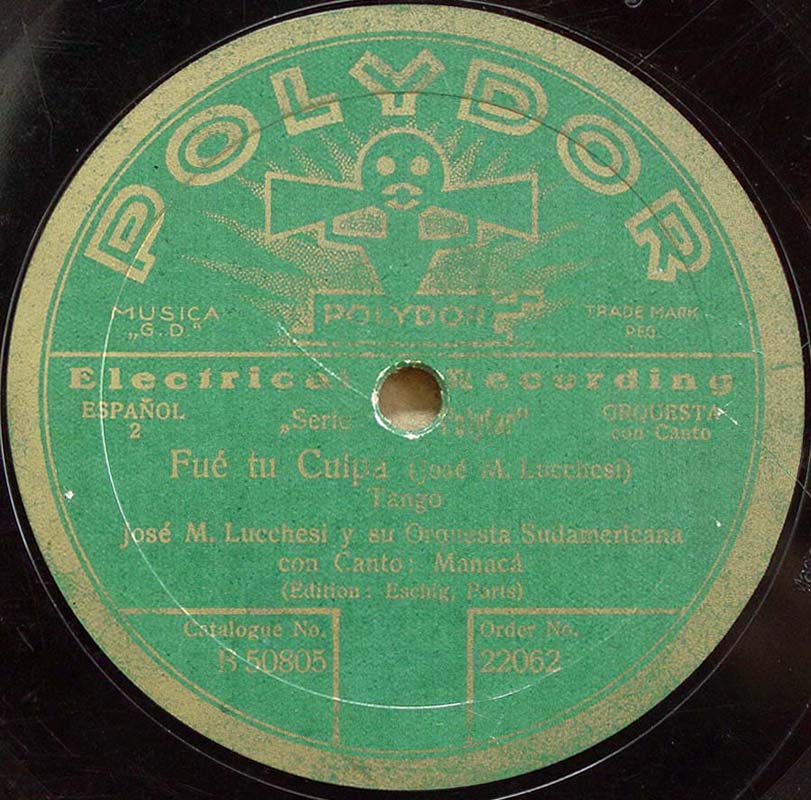 POLYDOR
POLYDOR
MUSICA
„G.D."
TRADE MARK
REG.
Electrical Recording
ESPAÑOL
2
„Serie
ORQUESTA
con Canto
Fué tu Culpa (José M. Lucchesi)
Tango
José M. Lucchesi y su Orquesta Sudamericana
con Canto: Manacá
(Edition: Eschig, Paris)
Catalogue No.
B 50805
Order No.
22062